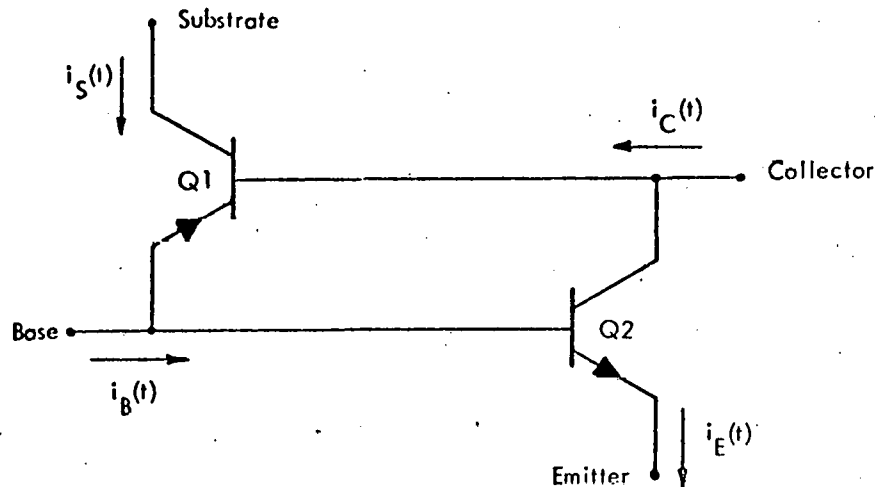 Substrate
i_S(t)
i_C(t)
Q1
Collector
Base
Q2
i_B(t)
i_E(t)
Emitter